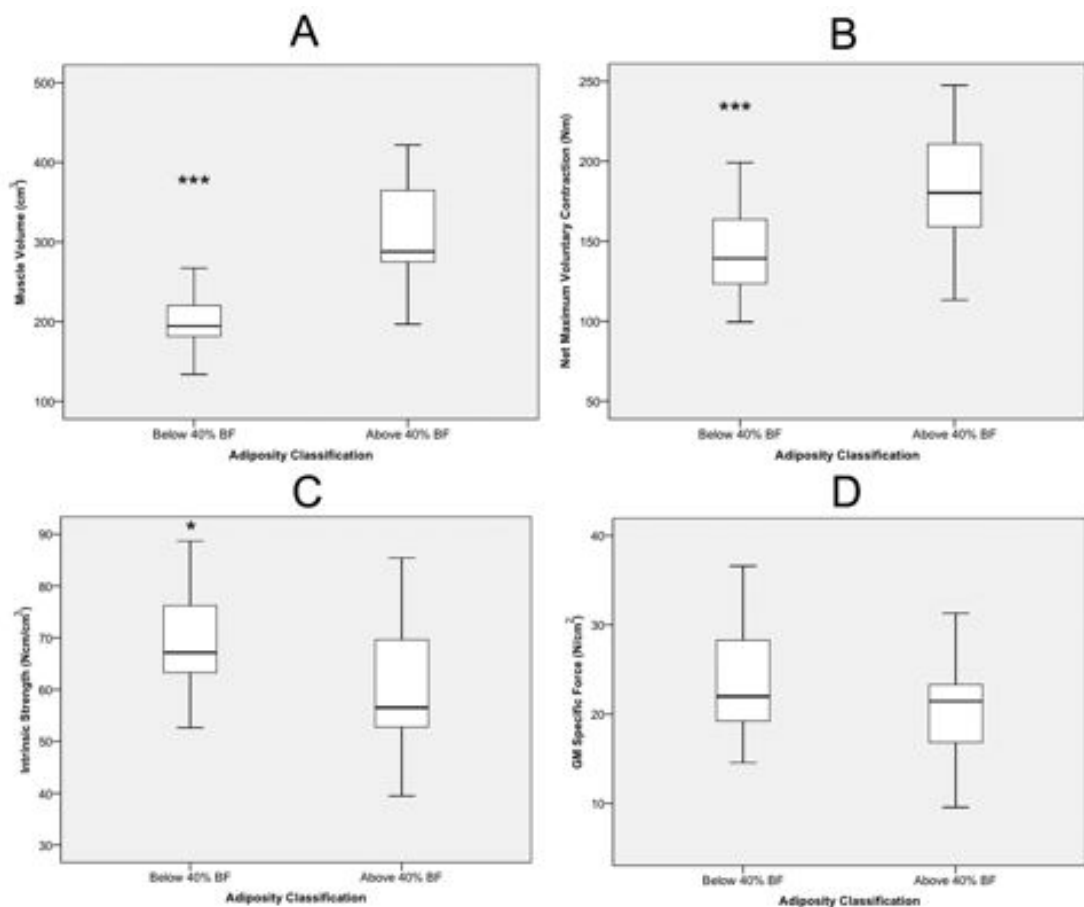 A
Muscle Volume (cm³)
500
400
300
200
100
***
Below 40% BF
Above 40% BF
Adiposity Classification
B
Net Maximum Voluntary Contraction (Nm)
250
200
150
100
50
***
Below 40% BF
Above 40% BF
Adiposity Classification
C
Intrinsic Strength (Ncm/cm³)
90
80
70
60
50
40
30
*
Below 40% BF
Above 40% BF
Adiposity Classification
D
GM Specific Force (N/cm²)
40
30
20
10
Below 40% BF
Above 40% BF
Adiposity Classification